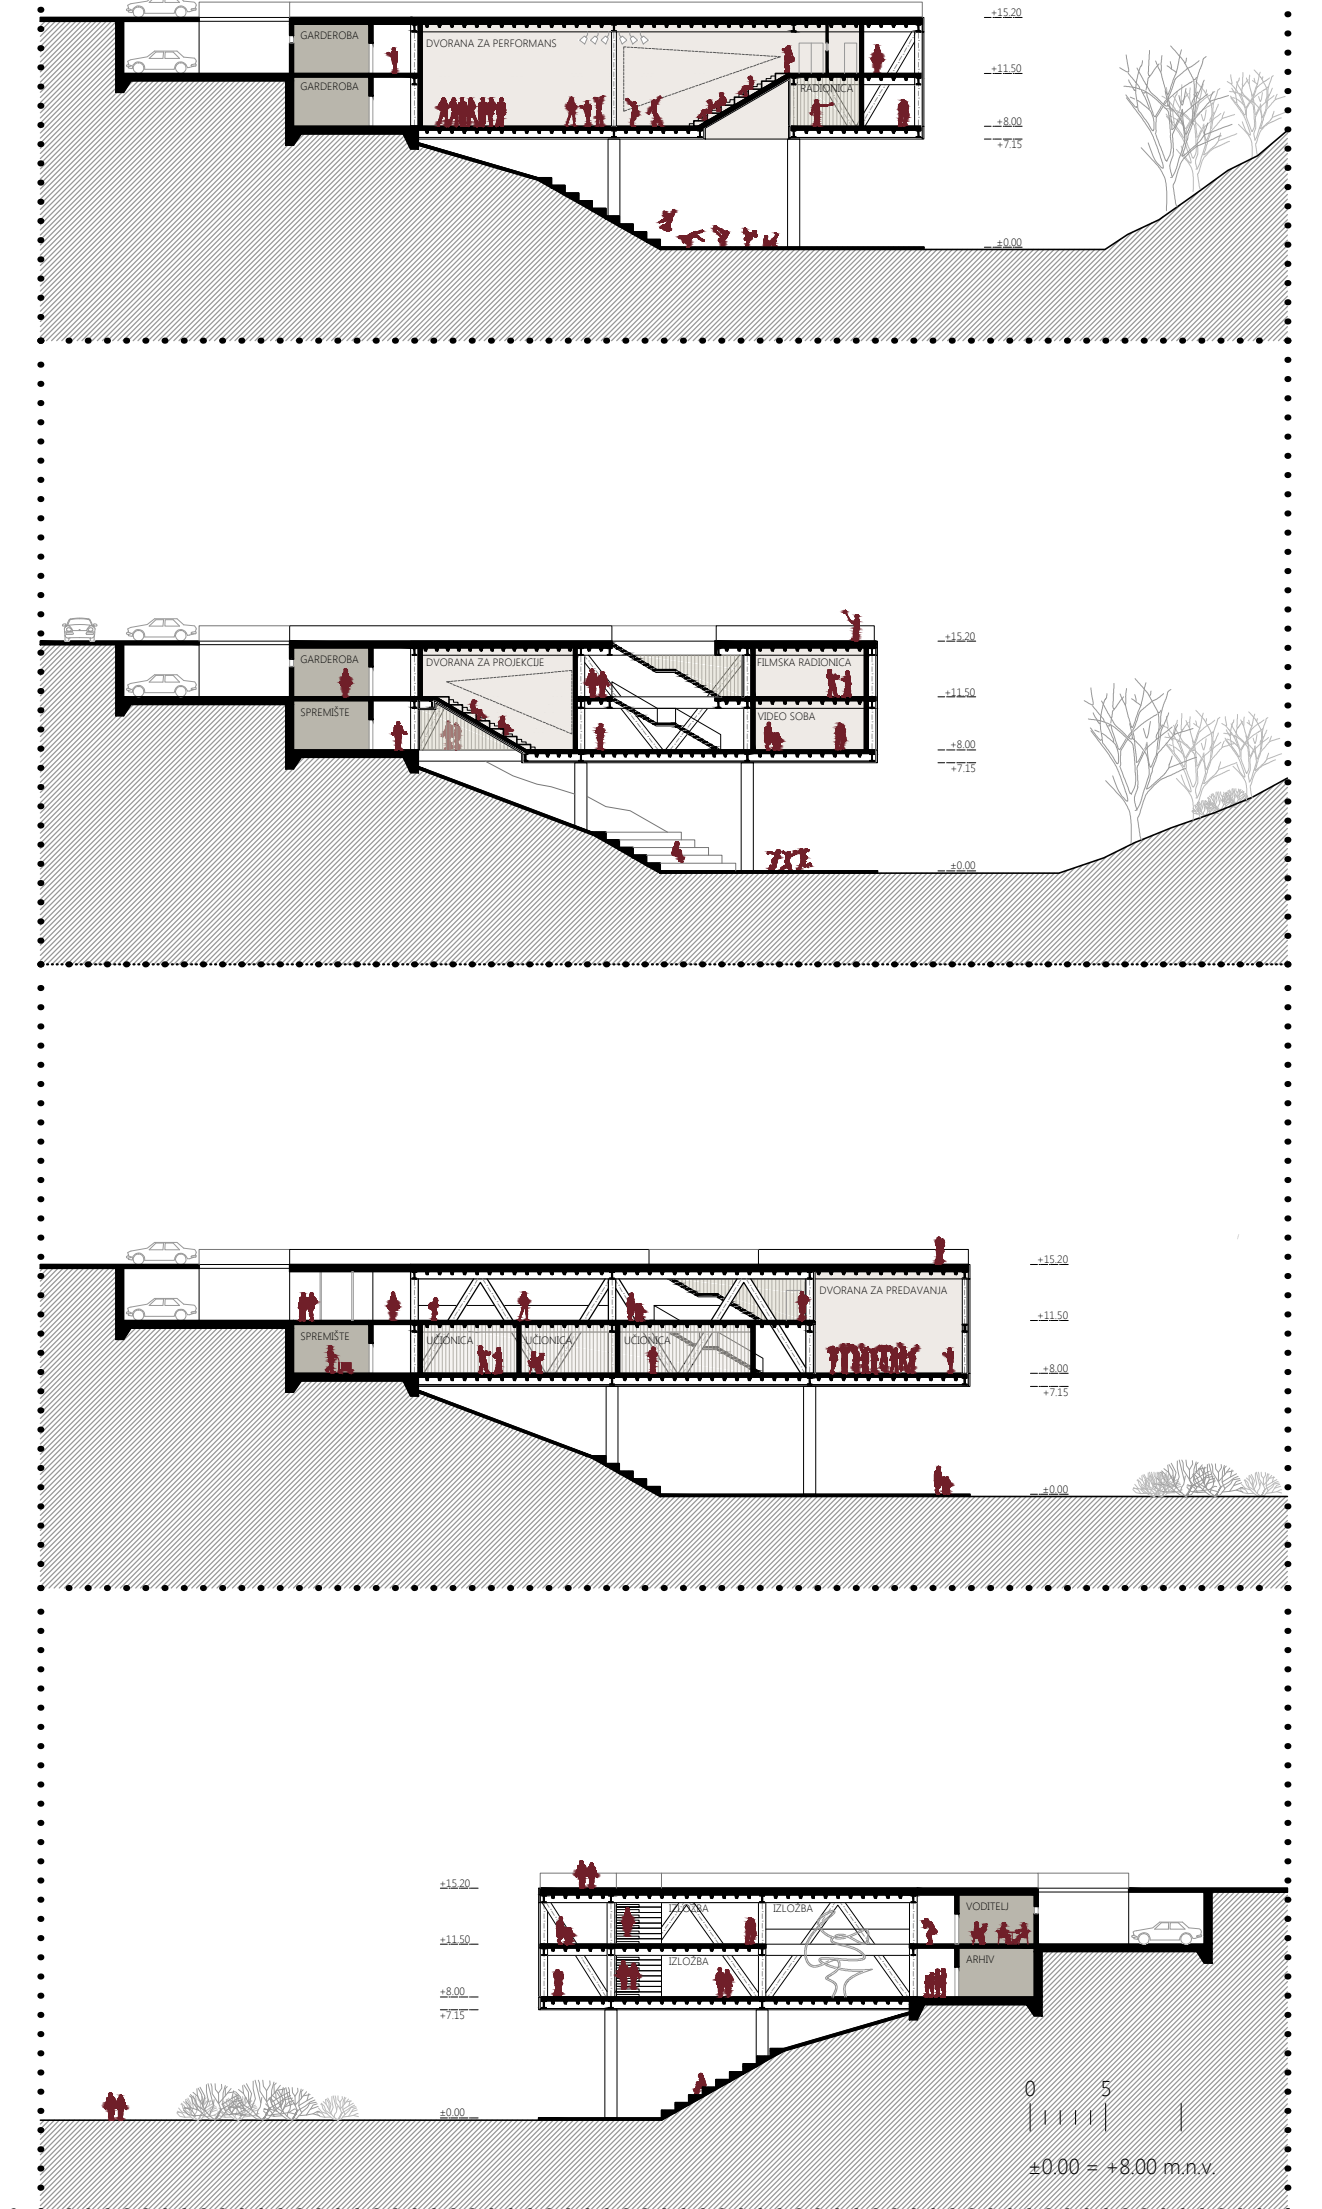 +15.20
GARDEROBA
DVORANA ZA PERFORMANS
+11.50
GARDEROBA
RADIONICA
+8.00
+7.15
±0.00
+15.20
GARDEROBA
DVORANA ZA PROJEKCIJE
FILMSKA RADIONICA
+11.50
SPREMIŠTE
VIDEO SOBA
+8.00
+7.15
±0.00
+15.20
DVORANA ZA PREDAVANJA
+11.50
SPREMIŠTE
UČIONICA
UČIONICA
UČIONICA
+8.00
+7.15
±0.00
+15.20
IZLOŽBA
IZLOŽBA
VODITELJ
+11.50
IZLOŽBA
ARHIV
+8.00
+7.15
±0.00
0 5
±0.00 = +8.00 m.n.v.